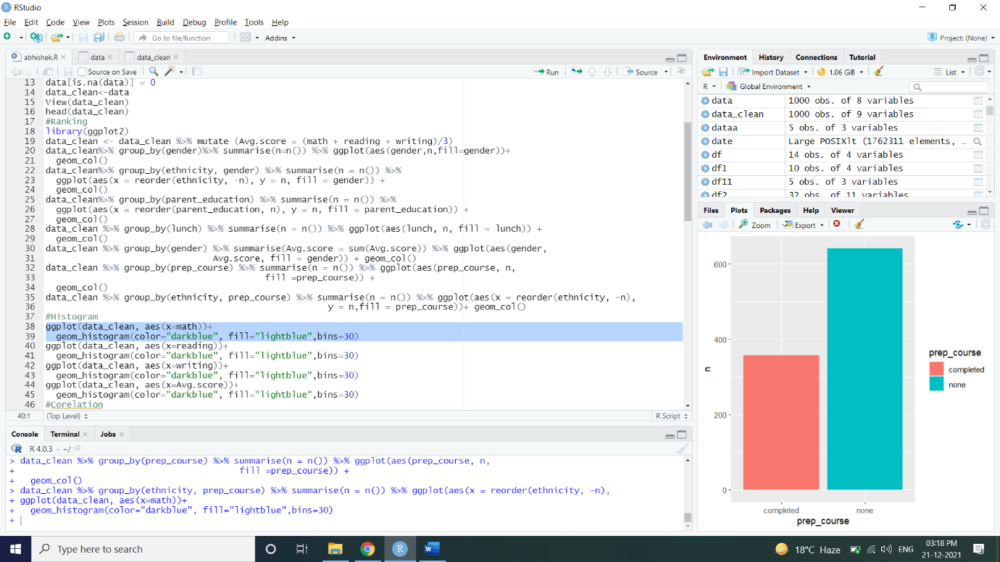 RStudio
File Edit Code View Plots Session Build Debug Profile Tools Help
Go to file/function Addins Project: (None)
abhishek.R data data_clean
Source on Save Run Source
13 data[is.na(data)] = 0
14 data_clean<-data
15 View(data_clean)
16 head(data_clean)
17 #Ranking
18 library(ggplot2)
19 data_clean <- data_clean %>% mutate (Avg.score = (math + reading + writing)/3)
20 data_clean%>% group_by(gender)%>% summarise(n=n()) %>% ggplot(aes(gender,n,fill=gender))+
21 geom_col()
22 data_clean%>% group_by(ethnicity, gender) %>% summarise(n = n()) %>%
23 ggplot(aes(x = reorder(ethnicity, -n), y = n, fill = gender)) +
24 geom_col()
25 data_clean%>% group_by(parent_education) %>% summarise(n = n()) %>%
26 ggplot(aes(x = reorder(parent_education, n), y = n, fill = parent_education)) +
27 geom_col()
28 data_clean %>% group_by(lunch) %>% summarise(n = n()) %>% ggplot(aes(lunch, n, fill = lunch)) +
29 geom_col()
30 data_clean %>% group_by(gender) %>% summarise(Avg.score = sum(Avg.score)) %>% ggplot(aes(gender,
31 Avg.score, fill = gender)) + geom_col()
32 data_clean %>% group_by(prep_course) %>% summarise(n = n()) %>% ggplot(aes(prep_course, n,
33 fill =prep_course)) +
34 geom_col()
35 data_clean %>% group_by(ethnicity, prep_course) %>% summarise(n = n()) %>% ggplot(aes(x = reorder(ethnicity, -n),
36 y = n,fill = prep_course))+ geom_col()
37 #Histogram
38 ggplot(data_clean, aes(x=math))+
39 geom_histogram(color="darkblue", fill="lightblue",bins=30)
40 ggplot(data_clean, aes(x=reading))+
41 geom_histogram(color="darkblue", fill="lightblue",bins=30)
42 ggplot(data_clean, aes(x=writing))+
43 geom_histogram(color="darkblue", fill="lightblue",bins=30)
44 ggplot(data_clean, aes(x=Avg.score))+
45 geom_histogram(color="darkblue", fill="lightblue",bins=30)
46 #Corelation
40:1 (Top Level) R Script
Console Terminal Jobs
R 4.0.3 · ~/
> data_clean %>% group_by(prep_course) %>% summarise(n = n()) %>% ggplot(aes(prep_course, n,
+ fill =prep_course)) +
+ geom_col()
> data_clean %>% group_by(ethnicity, prep_course) %>% summarise(n = n()) %>% ggplot(aes(x = reorder(ethnicity, -n),
+ ggplot(data_clean, aes(x=math))+
+ geom_histogram(color="darkblue", fill="lightblue",bins=30)
+
Environment History Connections Tutorial
Import Dataset 1.06 GiB List
R Global Environment
data 1000 obs. of 8 variables
data_clean 1000 obs. of 9 variables
dataa 5 obs. of 3 variables
date Large POSIXlt (1762311 elements, ...
df 14 obs. of 4 variables
df1 10 obs. of 4 variables
df11 5 obs. of 3 variables
df2 32 obs. of 11 variables
Files Plots Packages Help Viewer
Zoom Export
600
400
200
0
n
completed none
prep_course
prep_course
completed
none
Type here to search
18°C Haze ENG
03:18 PM
21-12-2021